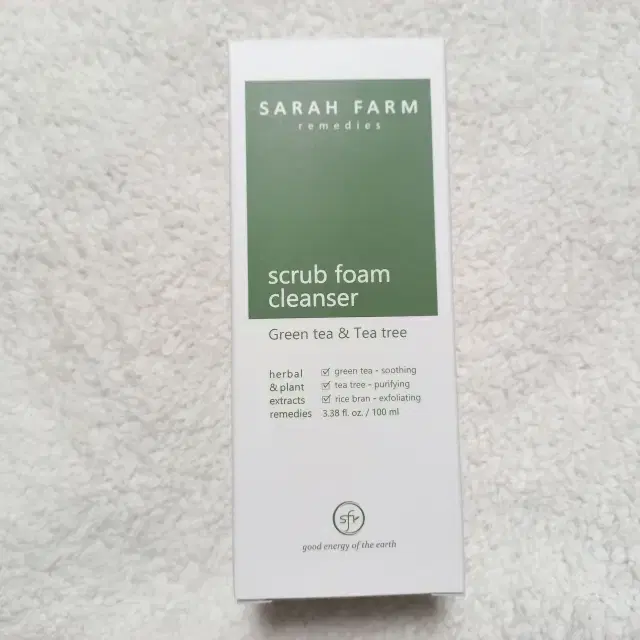 SARAH FARM
remedies
scrub foam
cleanser
Green tea & Tea tree
herbal
& plant
extracts
remedies
☑ green tea - soothing
☑ tea tree - purifying
☑ rice bran - exfoliating
3.38 fl. oz. / 100 ml
sfr
good energy of the earth